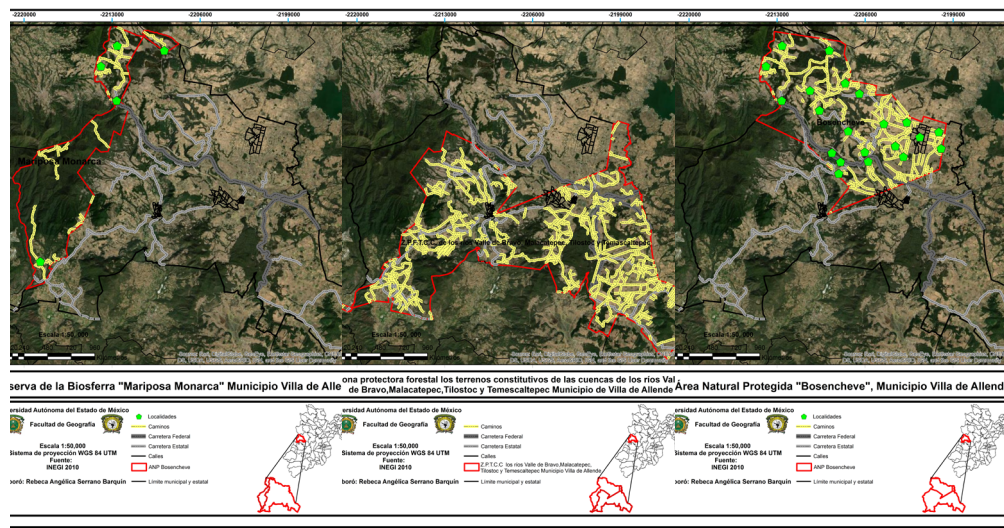 -2220000 -2213000 -2206000 -2199000
-2213000 -2206000 -2199000
-2220000 -2213000 -2206000 -2199000
Mariposa Monarca
Z.P.F.T.C.C. de los rios Valle de Bravo, Malacatepec, Tilostoc y Temascaltepec
Bosencheve
Escala 1:50,000
Escala 1:50,000
Escala 1:50,000
serva de la Biosferra "Mariposa Monarca" Municipio Villa de Alle
ona protectora forestal los terrenos constitutivos de las cuencas de los rios Val
de Bravo,Malacatepec,Tilostoc y Temescaltepec Municipio de Villa de Allende
Área Natural Protegida "Bosencheve", Municipio Villa de Allend
ersidad Autónoma del Estado de México
Facultad de Geografia
Escala 1:50,000
Sistema de proyección WGS 84 UTM
Fuente:
INEGI 2010
boró: Rebeca Angélica Serrano Barquín
Localidades
Caminos
Carretera Federal
Carretera Estatal
Calles
ANP Bosencheve
Limite municipal y estatal
ersidad Autónoma del Estado de México
Facultad de Geografia
Escala 1:50,000
Sistema de proyección WGS 84 UTM
Fuente:
INEGI 2010
boró: Rebeca Angélica Serrano Barquín
Caminos
Carretera Federal
Carretera Estatal
Calles
Z.P.T.C.C los rios Valle de Bravo,Malacatepec,
Tilostoc y Temescaltepec Municipio Villa de Allende
Limite municipal y estatal
ersidad Autónoma del Estado de México
Facultad de Geografia
Escala 1:50,000
Sistema de proyección WGS 84 UTM
Fuente:
INEGI 2010
boró: Rebeca Angélica Serrano Barquín
Localidades
Caminos
Carretera Federal
Carretera Estatal
Calles
ANP Bosencheve
Limite municipal y estatal